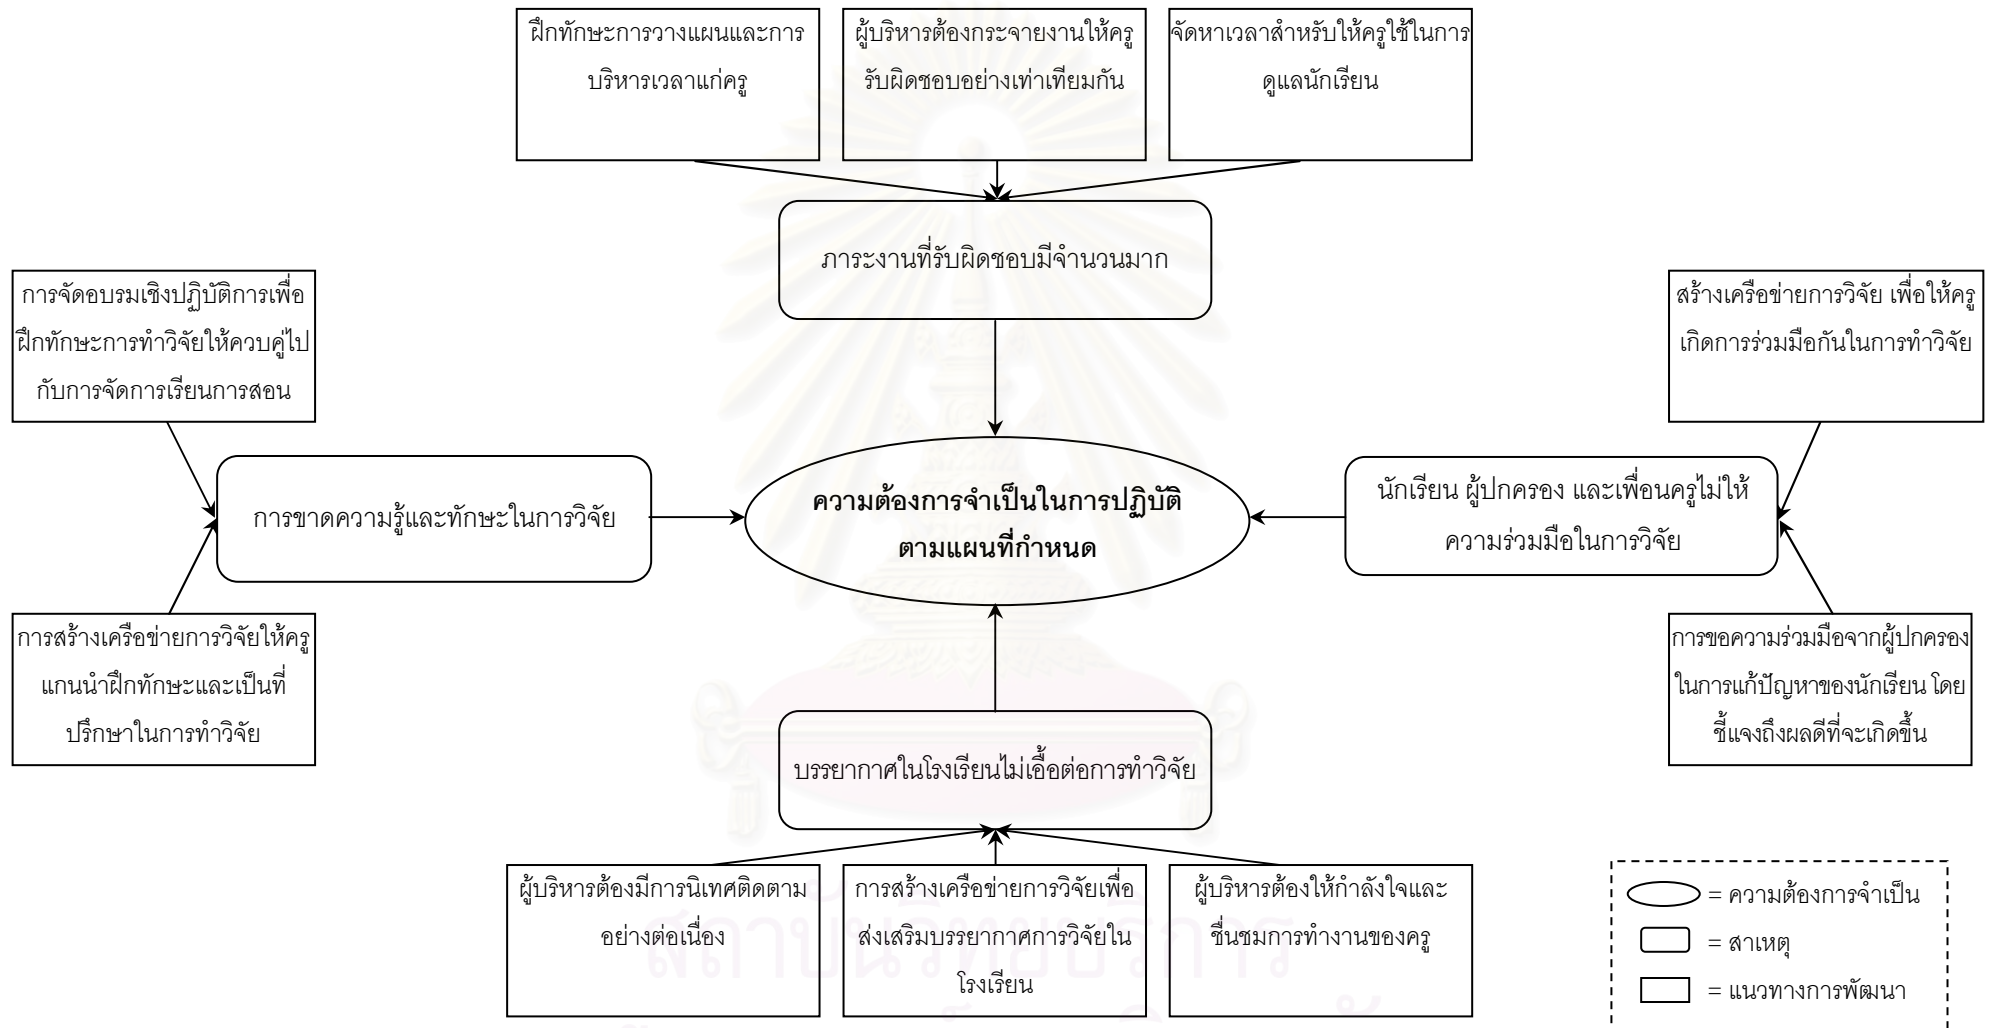 ฝึกทักษะการวางแผนและการ
บริหารเวลาแก่ครู
ผู้บริหารต้องกระจายงานให้ครู
รับผิดชอบอย่างเท่าเทียมกัน
จัดหาเวลาสำหรับให้ครูใช้ในการ
ดูแลนักเรียน
ภาระงานที่รับผิดชอบมีจำนวนมาก
การจัดอบรมเชิงปฏิบัติการเพื่อ
ฝึกทักษะการทำวิจัยให้ควบคู่ไป
กับการจัดการเรียนการสอน
สร้างเครือข่ายการวิจัย เพื่อให้ครู
เกิดการร่วมมือกันในการทำวิจัย
การขาดความรู้และทักษะในการวิจัย
ความต้องการจำเป็นในการปฏิบัติ
ตามแผนที่กำหนด
นักเรียน ผู้ปกครอง และเพื่อนครูไม่ให้
ความร่วมมือในการวิจัย
การสร้างเครือข่ายการวิจัยให้ครู
แกนนำฝึกทักษะและเป็นที่
ปรึกษาในการทำวิจัย
การขอความร่วมมือจากผู้ปกครอง
ในการแก้ปัญหาของนักเรียน โดย
ชี้แจงถึงผลดีที่จะเกิดขึ้น
บรรยากาศในโรงเรียนไม่เอื้อต่อการทำวิจัย
ผู้บริหารต้องมีการนิเทศติดตาม
อย่างต่อเนื่อง
การสร้างเครือข่ายการวิจัยเพื่อ
ส่งเสริมบรรยากาศการวิจัยใน
โรงเรียน
ผู้บริหารต้องให้กำลังใจและ
ชื่นชมการทำงานของครู
= ความต้องการจำเป็น
= สาเหตุ
= แนวทางการพัฒนา
สถาบันวิทยบริการ